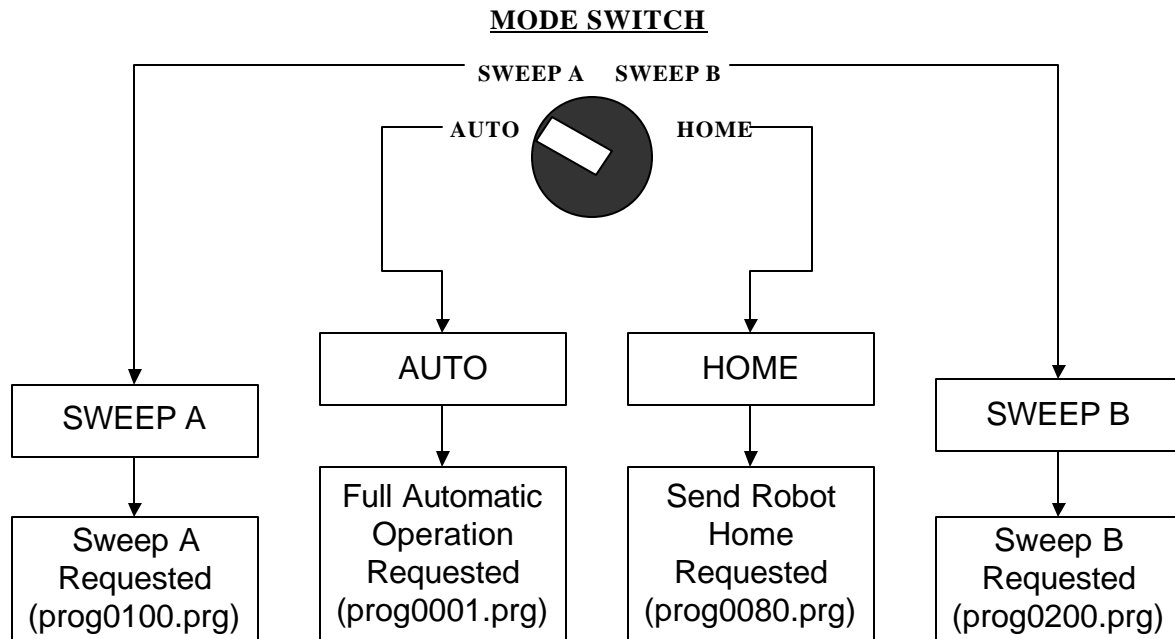 MODE SWITCH
SWEEP A SWEEP B
AUTO HOME
AUTO HOME
SWEEP A SWEEP B
Full Automatic
Operation
Requested
(prog0001.prg)
Send Robot
Home
Requested
(prog0080.prg)
Sweep A
Requested
(prog0100.prg)
Sweep B
Requested
(prog0200.prg)